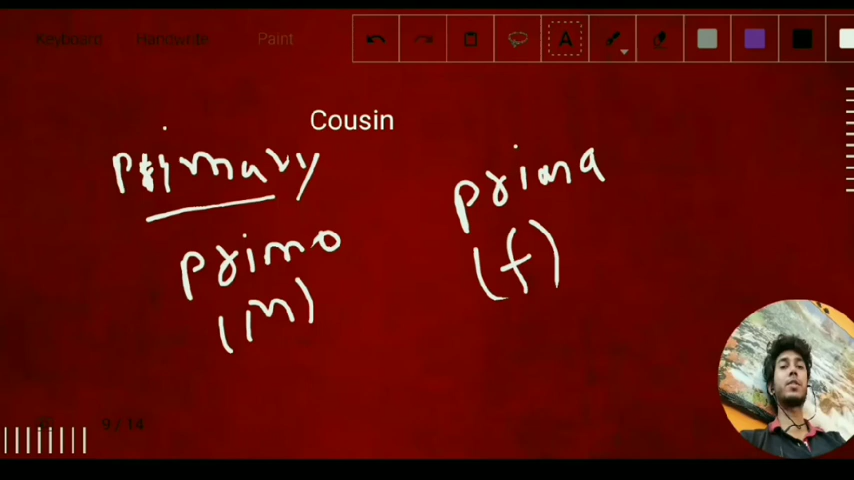 Keyboard Handwrite Paint
A
Cousin
primary
prima
primo
(f)
(m)
9 / 14